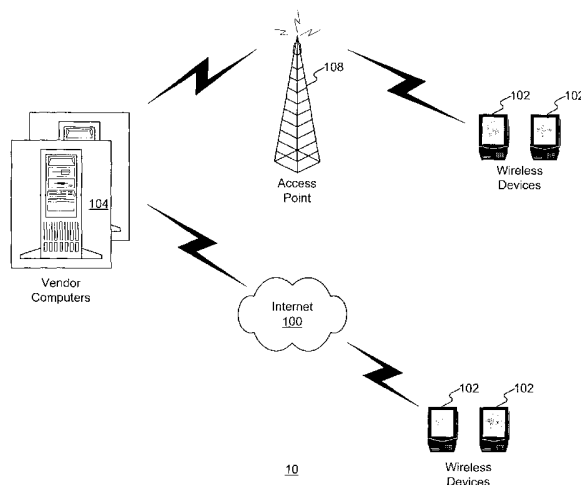 108
102
102
Access
Point
Wireless
Devices
104
Vendor
Computers
Internet
100
102
102
Wireless
Devices
10